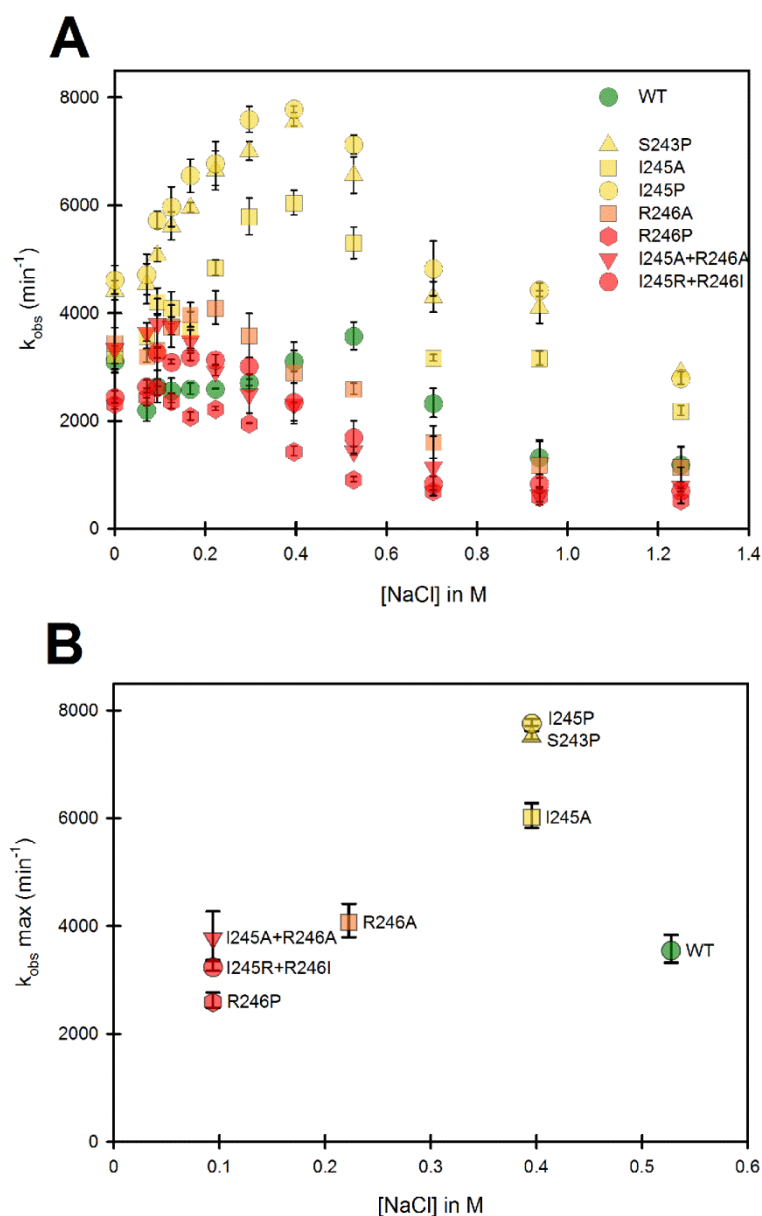 A
8000
6000
4000
2000
0
k_obs (min⁻¹)
WT
S243P
I245A
I245P
R246A
R246P
I245A+R246A
I245R+R246I
0 0.2 0.4 0.6 0.8 1.0 1.2 1.4
[NaCl] in M
B
8000
6000
4000
2000
0
k_obs max (min⁻¹)
I245P
S243P
I245A
I245A+R246A
R246A
I245R+R246I
WT
R246P
0 0.1 0.2 0.3 0.4 0.5 0.6
[NaCl] in M